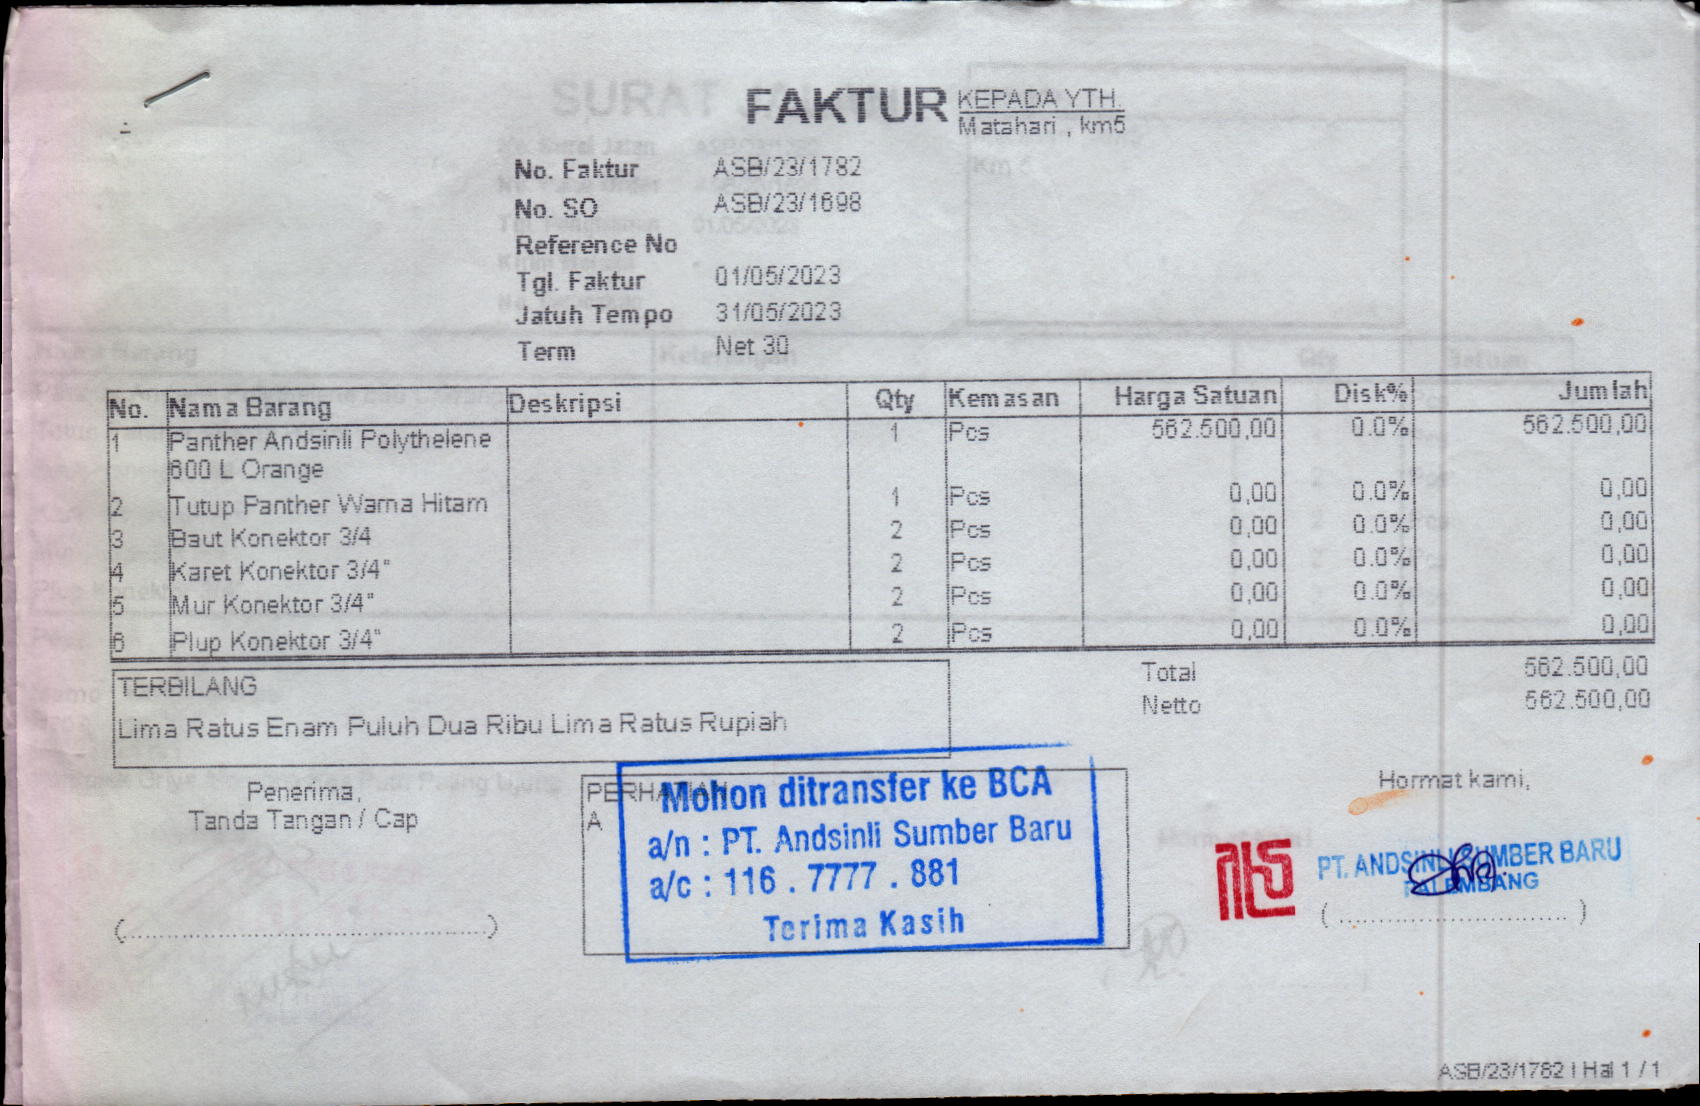 FAKTUR
KEPADA YTH.
Matahari , km5
No. Faktur ASB/23/1782
No. SO ASB/23/1698
Reference No
Tgl. Faktur 01/05/2023
Jatuh Tempo 31/05/2023
Term Net 30
No. Nama Barang Deskripsi Qty Kemasan Harga Satuan Disk% Jumlah
1 Panther Andsinli Polythelene 1 Pcs 562.500,00 0.0% 562.500,00
600 L Orange
2 Tutup Panther Warna Hitam 1 Pcs 0,00 0.0% 0,00
3 Baut Konektor 3/4 2 Pcs 0,00 0.0% 0,00
4 Karet Konektor 3/4" 2 Pcs 0,00 0.0% 0,00
5 Mur Konektor 3/4" 2 Pcs 0,00 0.0% 0,00
6 Plup Konektor 3/4" 2 Pcs 0,00 0.0% 0,00
TERBILANG
Lima Ratus Enam Puluh Dua Ribu Lima Ratus Rupiah
Total 562.500,00
Netto 562.500,00
Penerima,
Tanda Tangan / Cap
(..............................................)
PERHATIAN
A
Mohon ditransfer ke BCA
a/n : PT. Andsinli Sumber Baru
a/c : 116 . 7777 . 881
Terima Kasih
Hormat kami,
PT. ANDSINLI SUMBER BARU
PALEMBANG
( ............................. )
ASB/23/1782 | Hal 1 / 1